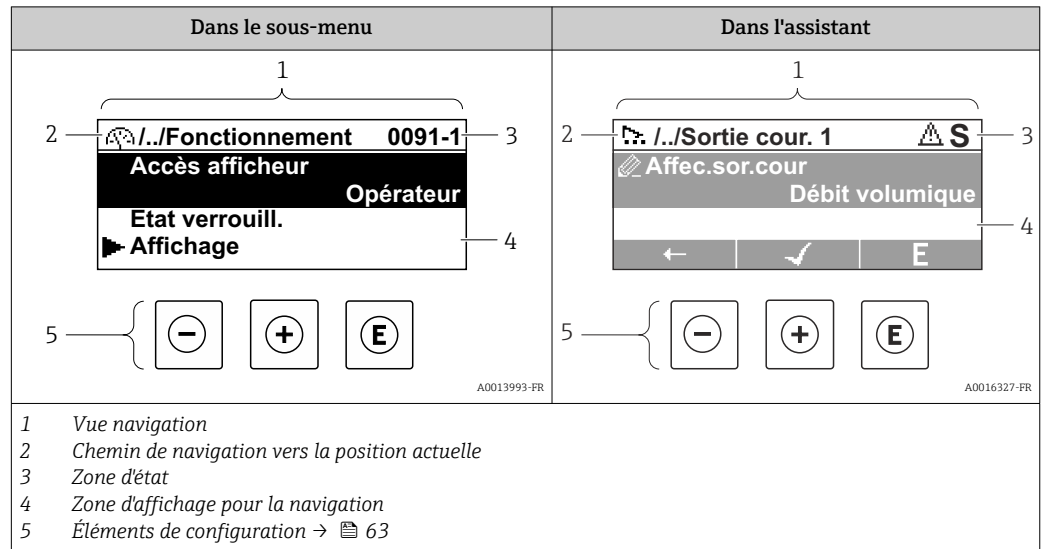 Dans le sous-menu
1
2
/../Fonctionnement 0091-1
3
Accès afficheur
Opérateur
Etat verrouill.
Affichage
4
5
- + E
A0013993-FR
Dans l'assistant
1
2
/../Sortie cour. 1 S
3
Affec.sor.cour
Débit volumique
4
← ✓ E
5
- + E
A0016327-FR
1 Vue navigation
2 Chemin de navigation vers la position actuelle
3 Zone d'état
4 Zone d'affichage pour la navigation
5 Éléments de configuration → 63